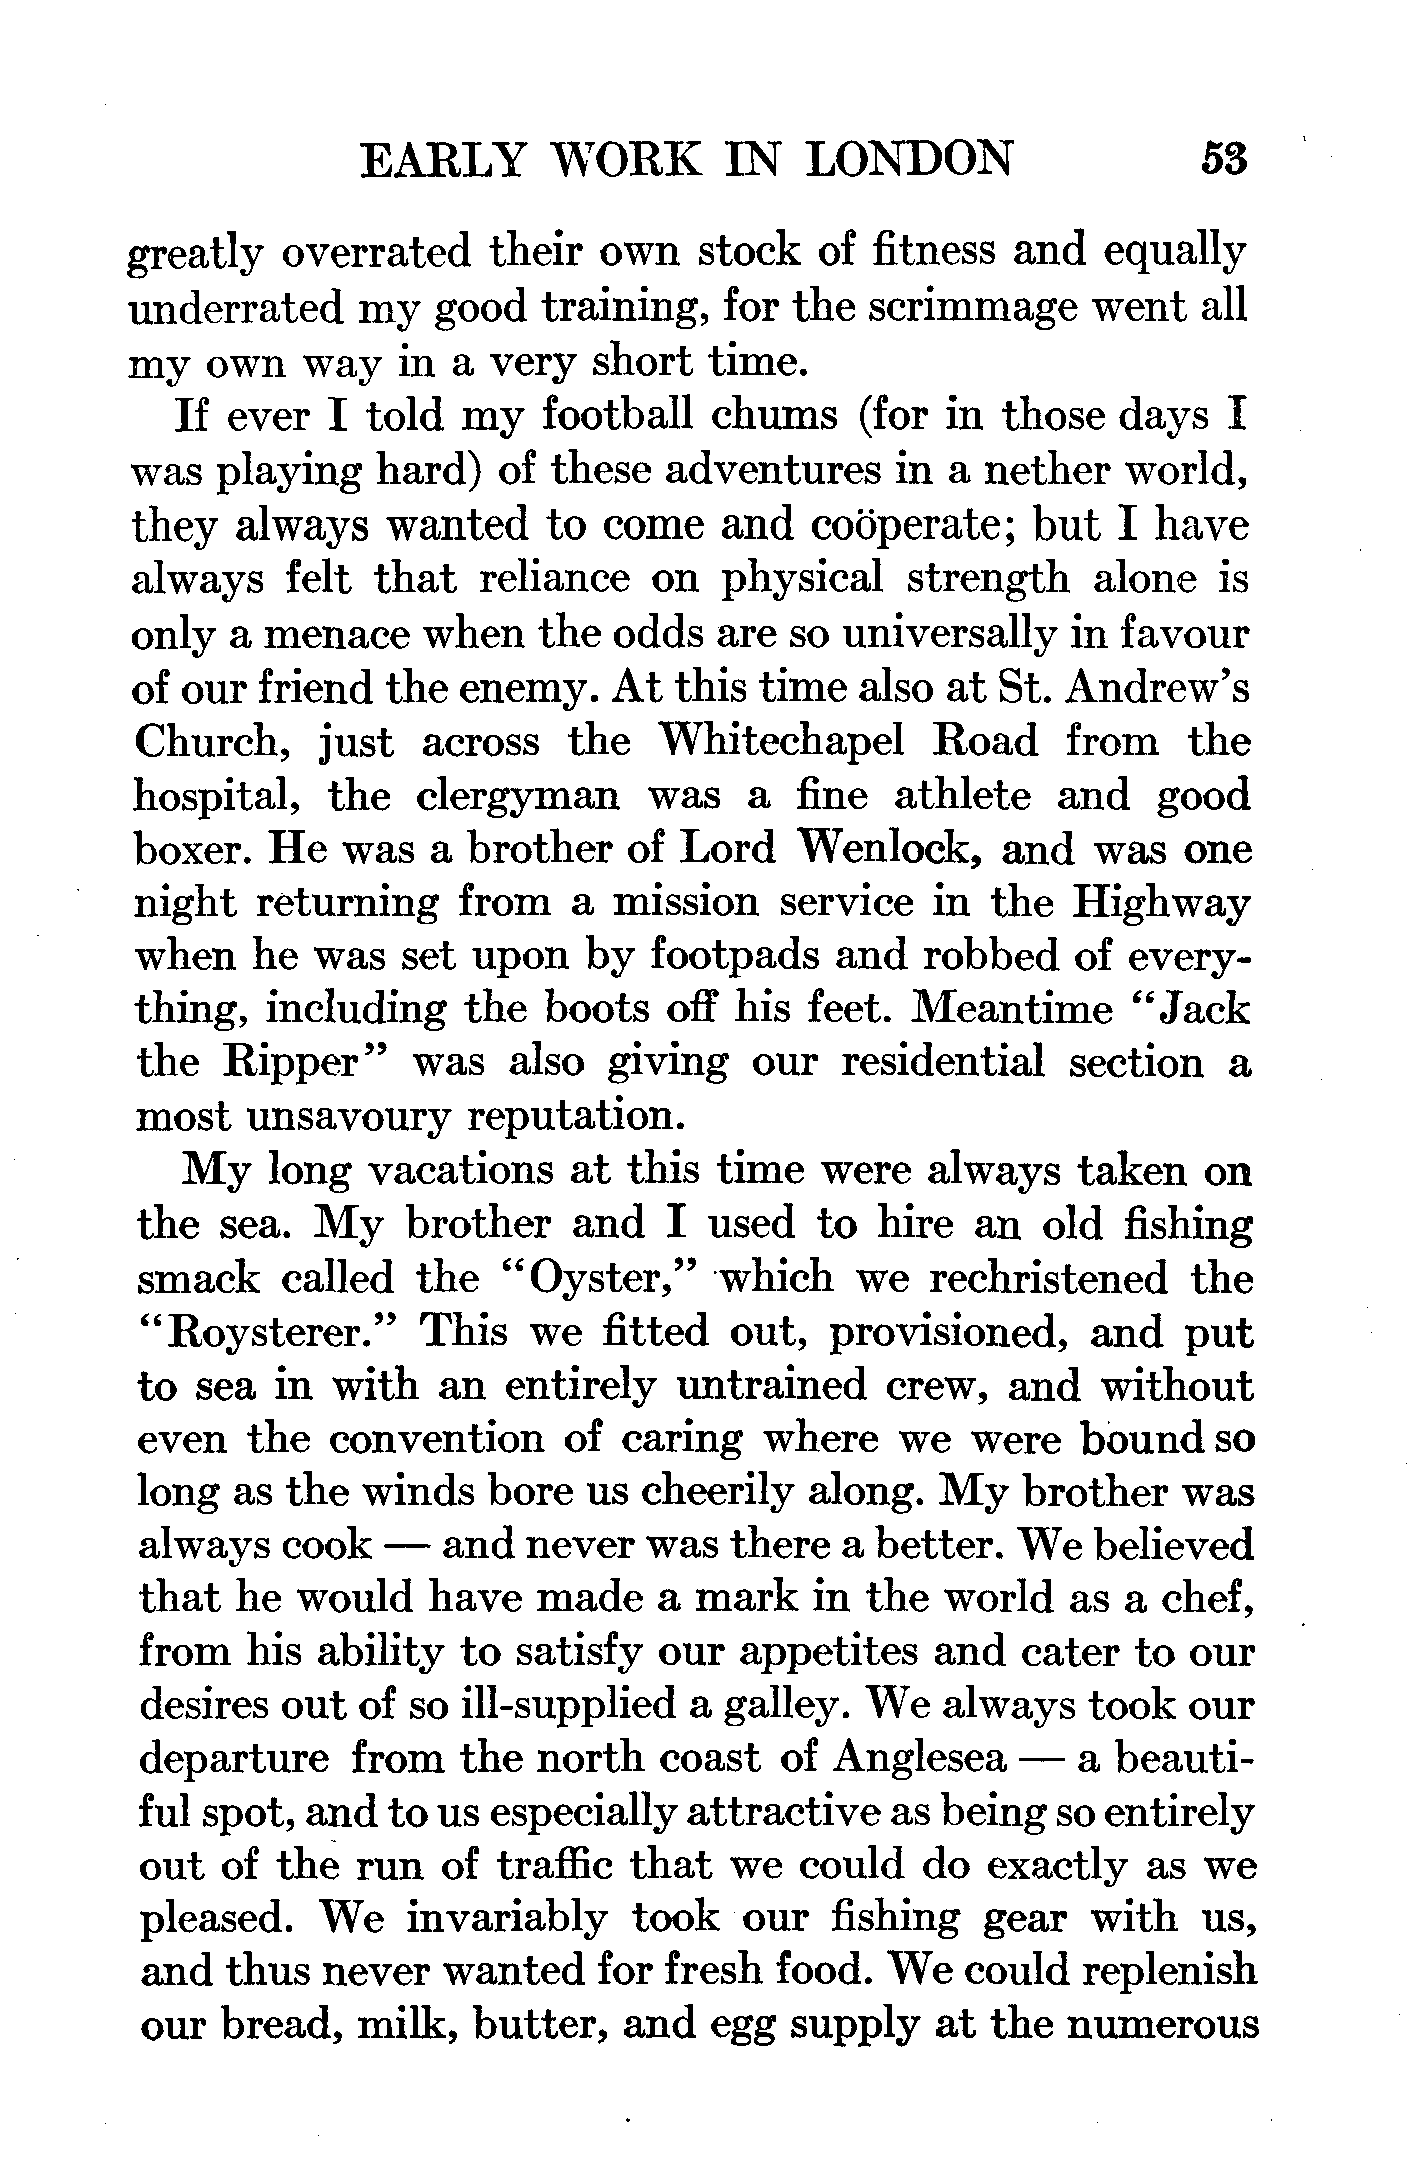 EARLY WORK IN LONDON 53
greatly overrated their own stock of fitness and equally
underrated my good training, for the scrimmage went all
my own way in a very short time.
If ever I told my football chums (for in those days I
was playing hard) of these adventures in a nether world,
they always wanted to come and coöperate; but I have
always felt that reliance on physical strength alone is
only a menace when the odds are so universally in favour
of our friend the enemy. At this time also at St. Andrew's
Church, just across the Whitechapel Road from the
hospital, the clergyman was a fine athlete and good
boxer. He was a brother of Lord Wenlock, and was one
night returning from a mission service in the Highway
when he was set upon by footpads and robbed of every-
thing, including the boots off his feet. Meantime "Jack
the Ripper" was also giving our residential section a
most unsavoury reputation.
My long vacations at this time were always taken on
the sea. My brother and I used to hire an old fishing
smack called the "Oyster," which we rechristened the
"Roysterer." This we fitted out, provisioned, and put
to sea in with an entirely untrained crew, and without
even the convention of caring where we were bound so
long as the winds bore us cheerily along. My brother was
always cook — and never was there a better. We believed
that he would have made a mark in the world as a chef,
from his ability to satisfy our appetites and cater to our
desires out of so ill-supplied a galley. We always took our
departure from the north coast of Anglesea — a beauti-
ful spot, and to us especially attractive as being so entirely
out of the run of traffic that we could do exactly as we
pleased. We invariably took our fishing gear with us,
and thus never wanted for fresh food. We could replenish
our bread, milk, butter, and egg supply at the numerous